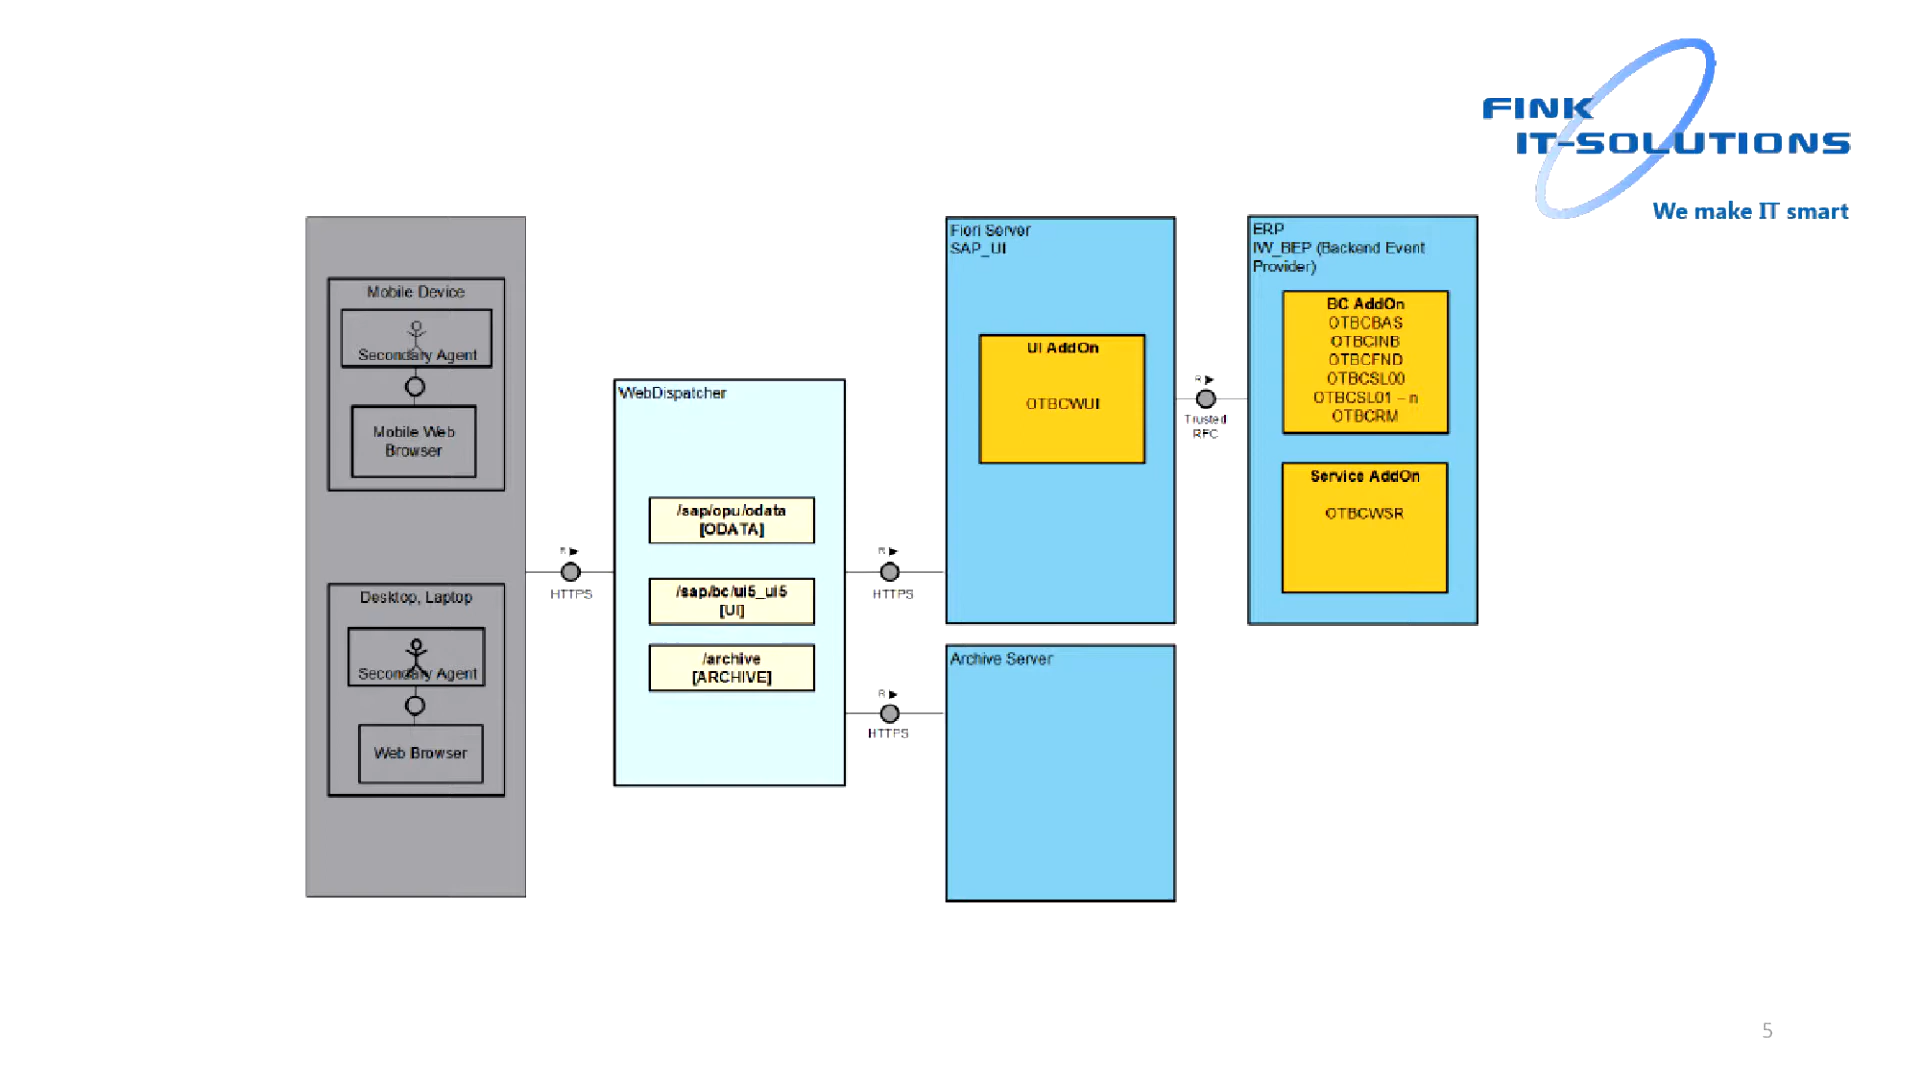 FINK
IT-SOLUTIONS
We make IT smart
Mobile Device
Secondary Agent
Mobile Web
Browser
Desktop, Laptop
Secondary Agent
Web Browser
R
HTTPS
WebDispatcher
/sap/opu/odata
[ODATA]
/sap/bc/ui5_ui5
[UI]
/archive
[ARCHIVE]
R
HTTPS
R
HTTPS
Fiori Server
SAP_UI
UI AddOn
OTBCWUI
Archive Server
R
Trusted
RFC
ERP
IW_BEP (Backend Event
Provider)
BC AddOn
OTBCBAS
OTBCINB
OTBCFND
OTBCSL00
OTBCSL01 – n
OTBCRM
Service AddOn
OTBCWSR
5